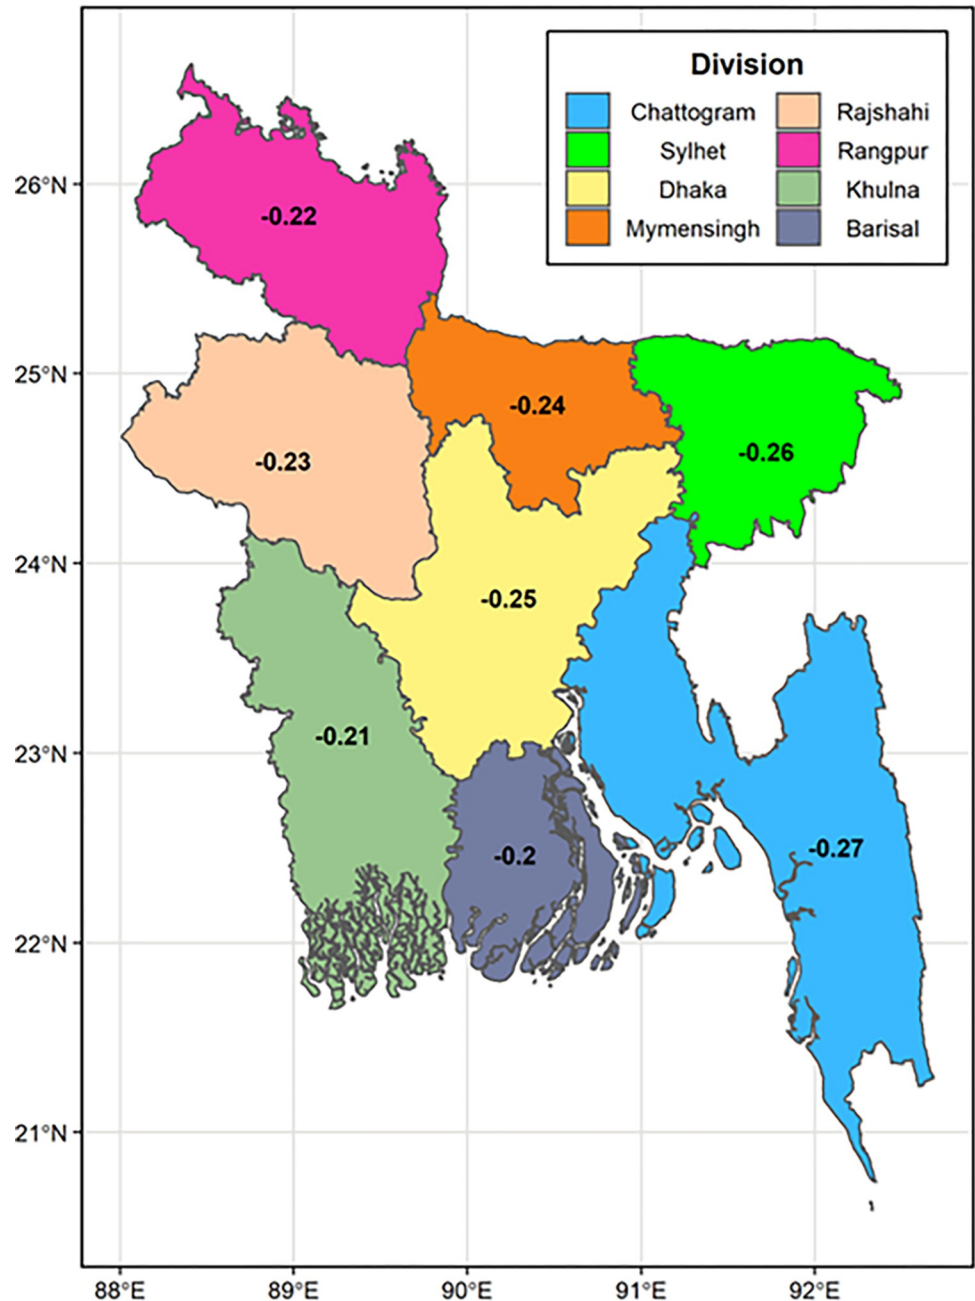 Division
Chattogram Rajshahi
Sylhet Rangpur
Dhaka Khulna
Mymensingh Barisal
26°N
-0.22
25°N
-0.24
-0.26
-0.23
24°N
-0.25
-0.21
23°N
-0.27
-0.2
22°N
21°N
88°E 89°E 90°E 91°E 92°E